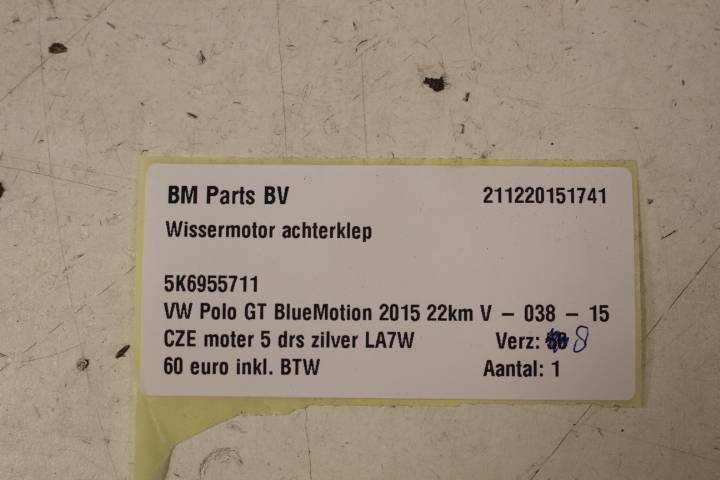 BM Parts BV 211220151741
Wissermotor achterklep
5K6955711
VW Polo GT BlueMotion 2015 22km V - 038 - 15
CZE moter 5 drs zilver LA7W Verz: 8
60 euro inkl. BTW Aantal: 1